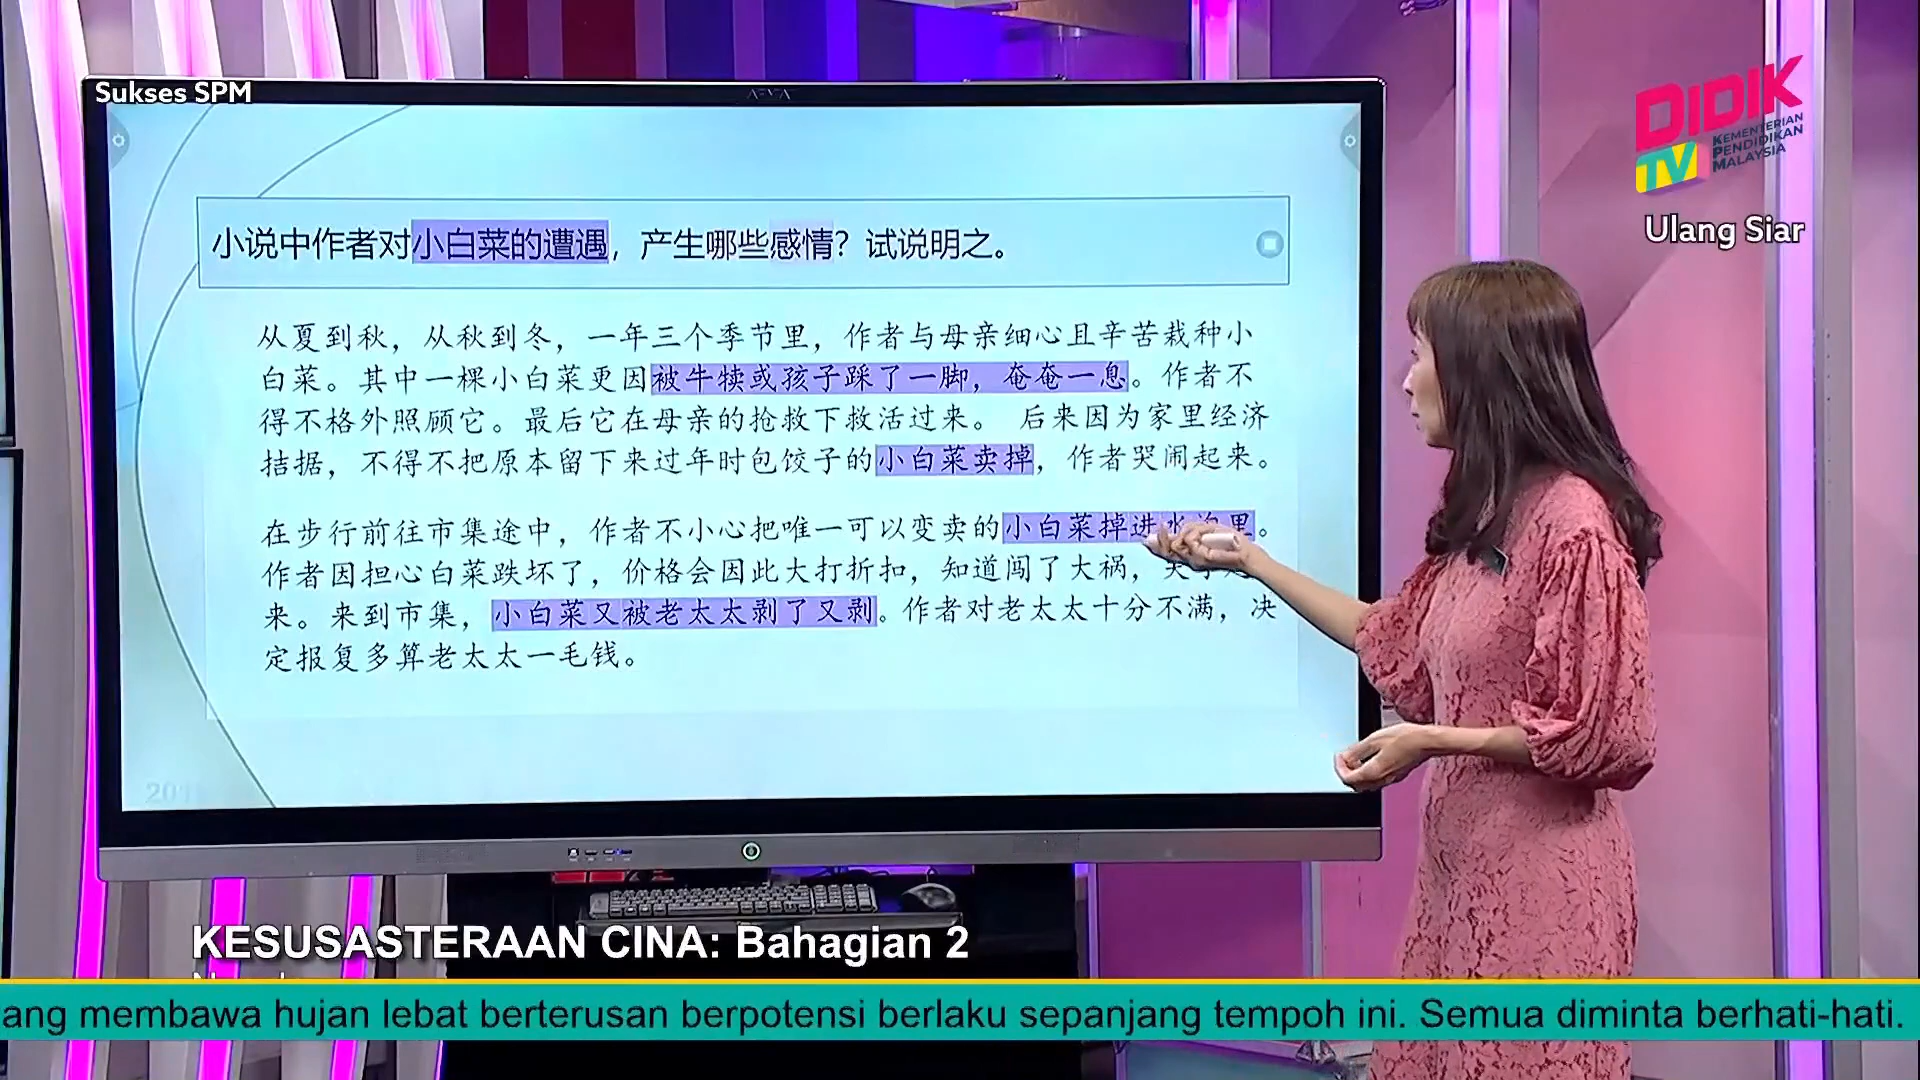 Sukses SPM
DIDIK
TV
KEMENTERIAN
PENDIDIKAN
MALAYSIA
Ulang Siar
小说中作者对小白菜的遭遇，产生哪些感情？试说明之。
从夏到秋，从秋到冬，一年三个季节里，作者与母亲细心且辛苦栽种小
白菜。其中一棵小白菜更因被牛犊或孩子踩了一脚，奄奄一息。作者不
得不格外照顾它。最后它在母亲的抢救下救活过来。 后来因为家里经济
拮据，不得不把原本留下来过年时包饺子的小白菜卖掉，作者哭闹起来。
在步行前往市集途中，作者不小心把唯一可以变卖的小白菜掉进里。
作者因担心白菜跌坏了，价格会因此大打折扣，知道闯了大祸，
来。来到市集，小白菜又被老太太剥了又剥。作者对老太太十分不满，决
定报复多算老太太一毛钱。
KESUSASTERAAN CINA: Bahagian 2
ang membawa hujan lebat berterusan berpotensi berlaku sepanjang tempoh ini. Semua diminta berhati-hati.